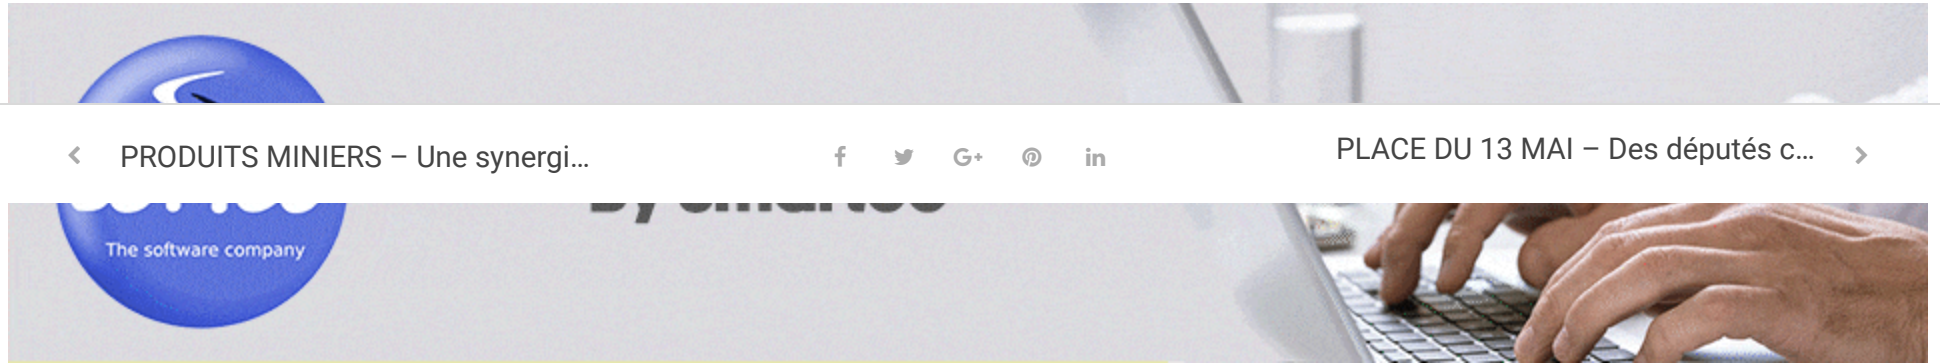 PRODUITS MINIERS – Une synergi...
PLACE DU 13 MAI – Des députés c...
The software company